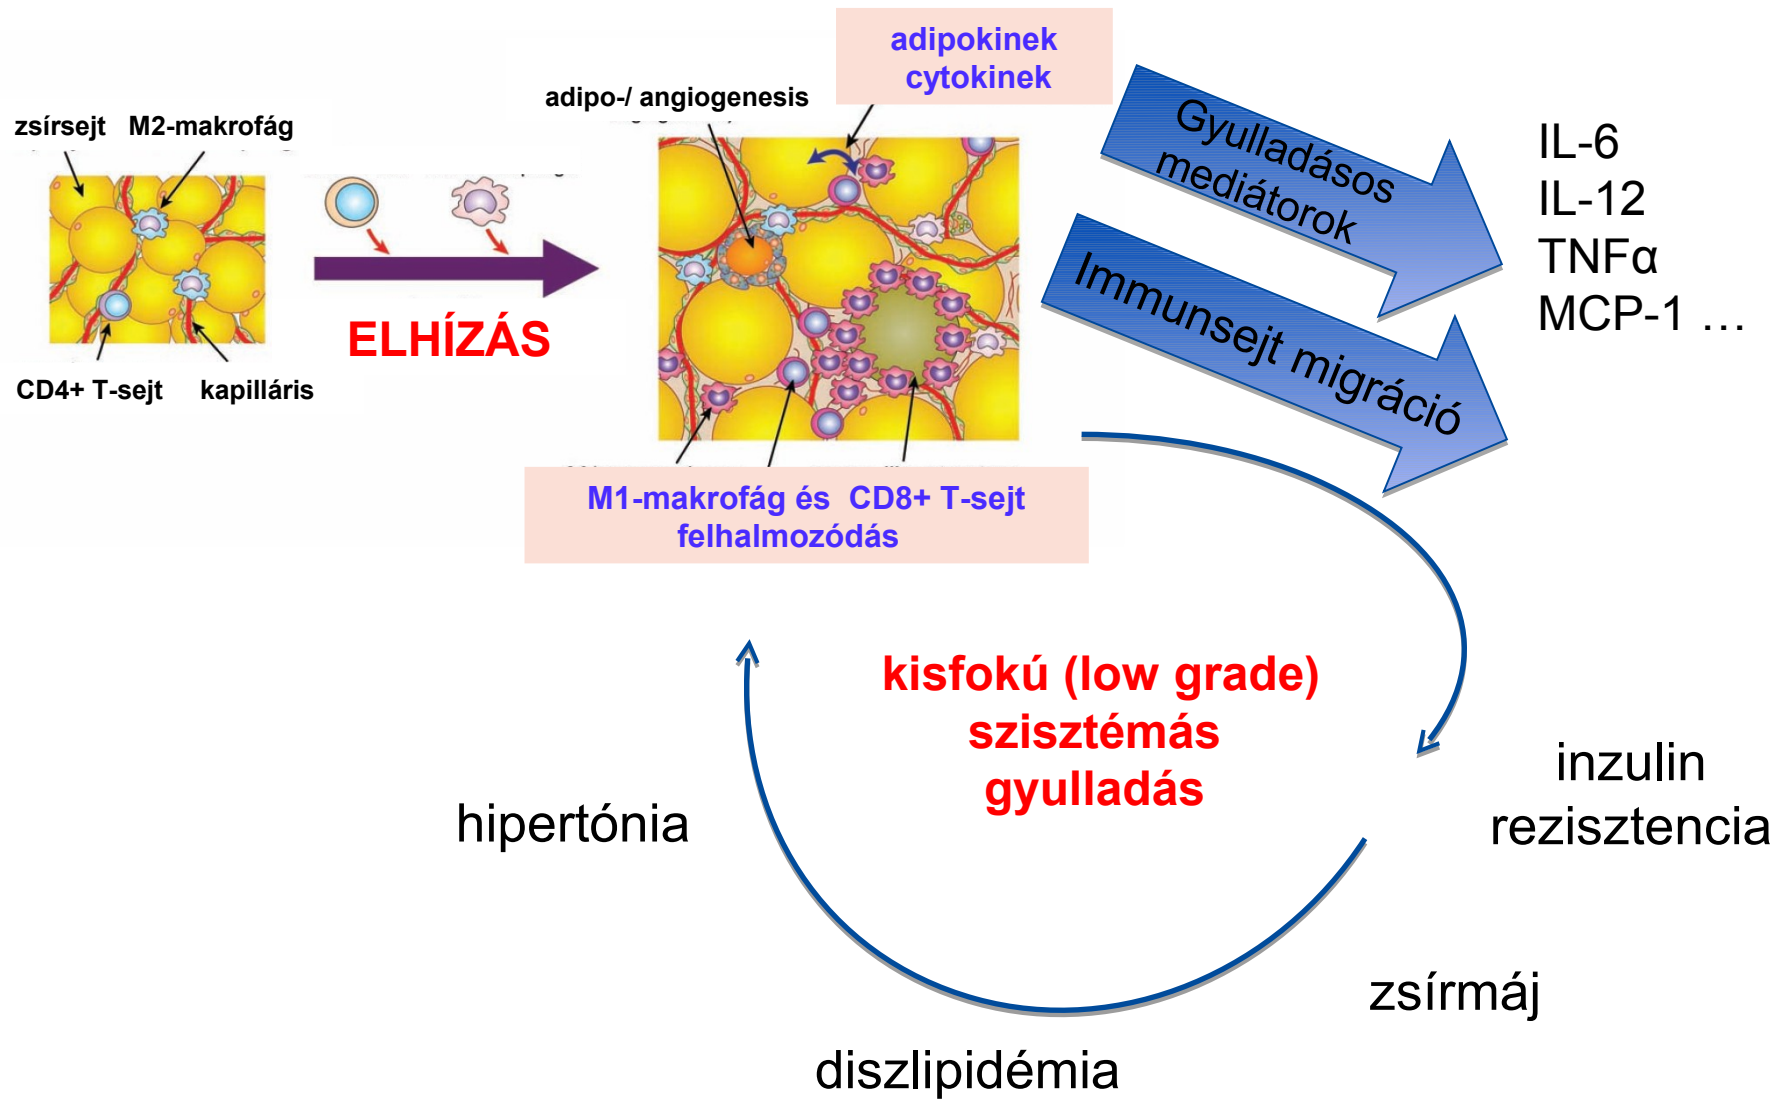 adipokinek
cytokinek
adipo-/ angiogenesis
zsírsejt M2-makrofág
ELHÍZÁS
CD4+ T-sejt kapilláris
M1-makrofág és CD8+ T-sejt
felhalmozódás
Gyulladásos
mediátorok
Immunsejt migráció
IL-6
IL-12
TNFα
MCP-1 …
kisfokú (low grade)
szisztémás
gyulladás
inzulin
rezisztencia
hipertónia
zsírmáj
diszlipidémia